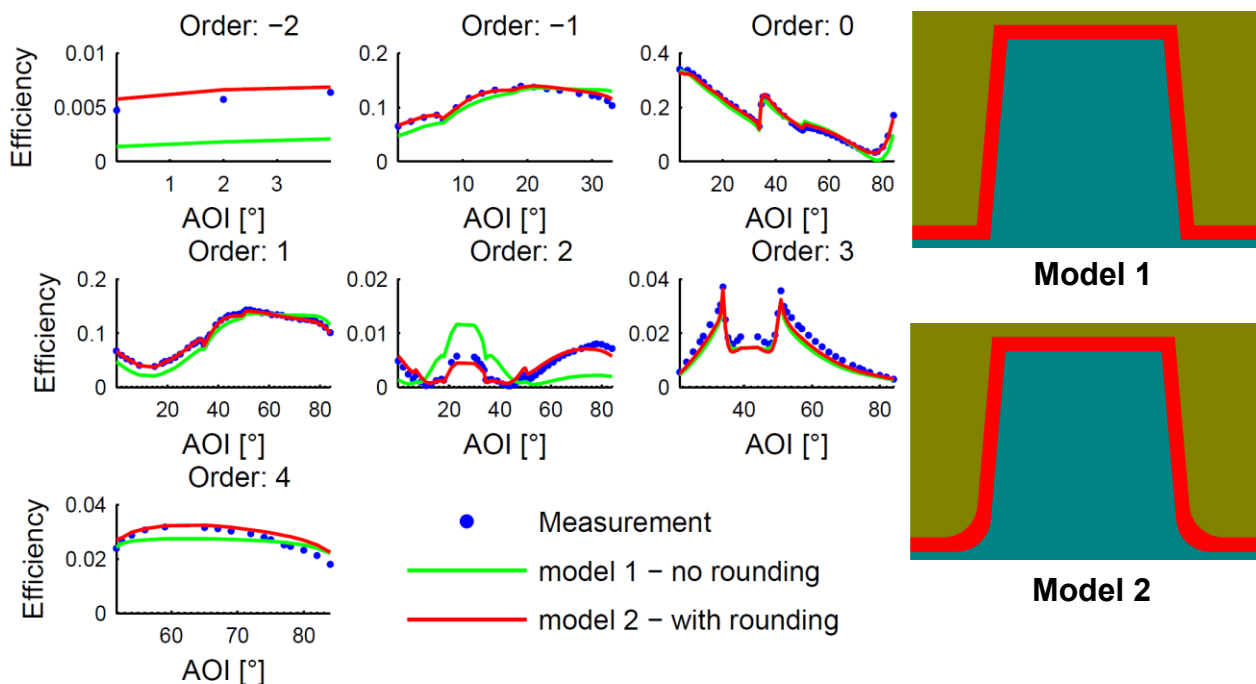 Order: −2
Efficiency
0.01
0.005
0
1
2
3
AOI [°]
Order: −1
0.2
0.1
0
10
20
30
AOI [°]
Order: 0
0.4
0.2
0
20
40
60
80
AOI [°]
Model 1
Order: 1
Efficiency
0.2
0.1
0
20
40
60
80
AOI [°]
Order: 2
0.02
0.01
0
0
20
40
60
80
AOI [°]
Order: 3
0.04
0.02
0
40
60
80
AOI [°]
Model 2
Order: 4
Efficiency
0.04
0.02
0
60
70
80
AOI [°]
Measurement
model 1 − no rounding
model 2 − with rounding